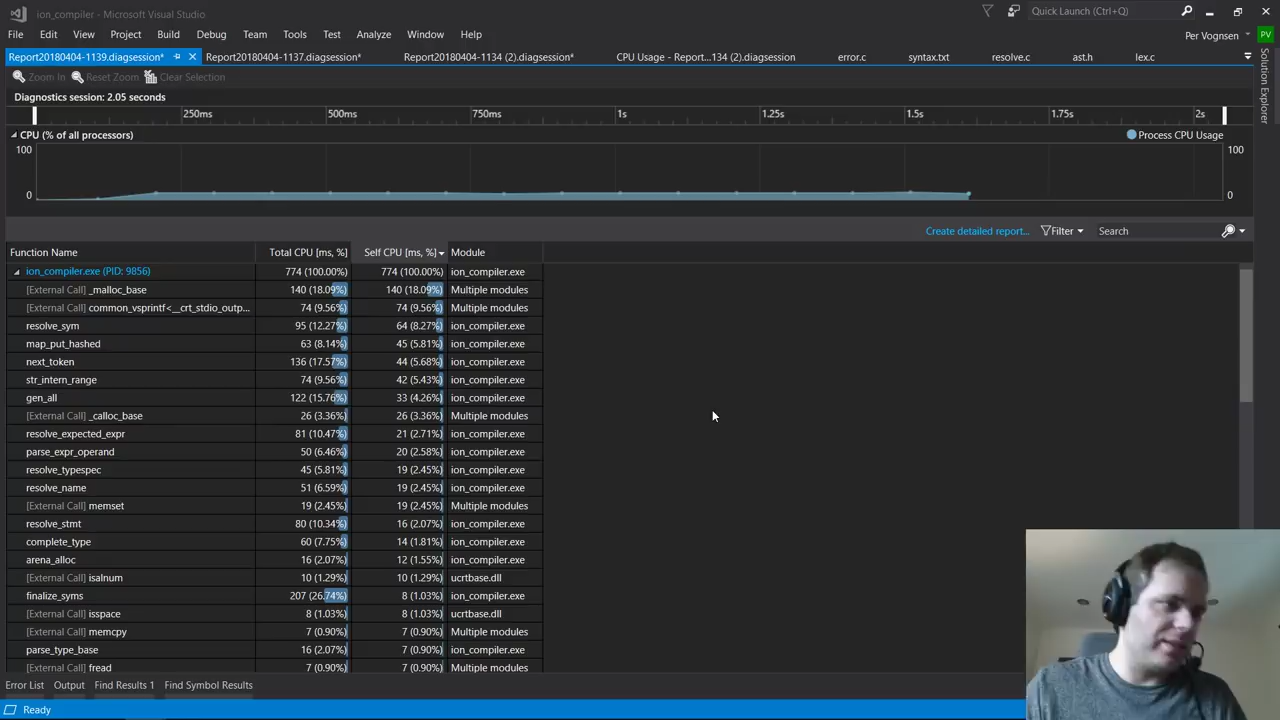 ion_compiler - Microsoft Visual Studio
Quick Launch (Ctrl+Q)
File Edit View Project Build Debug Team Tools Test Analyze Window Help
Per Vognsen PV
Report20180404-1139.diagsession* Report20180404-1137.diagsession* Report20180404-1134 (2).diagsession* CPU Usage - Report...134 (2).diagsession error.c syntax.txt resolve.c ast.h lex.c
Solution Explorer
Zoom In Reset Zoom Clear Selection
Diagnostics session: 2.05 seconds
250ms 500ms 750ms 1s 1.25s 1.5s 1.75s 2s
CPU (% of all processors) Process CPU Usage
100 100
0 0
Create detailed report... Filter Search
Function Name Total CPU [ms, %] Self CPU [ms, %] Module
ion_compiler.exe (PID: 9856) 774 (100.00%) 774 (100.00%) ion_compiler.exe
[External Call] _malloc_base 140 (18.09%) 140 (18.09%) Multiple modules
[External Call] common_vsprintf<__crt_stdio_outp... 74 (9.56%) 74 (9.56%) Multiple modules
resolve_sym 95 (12.27%) 64 (8.27%) ion_compiler.exe
map_put_hashed 63 (8.14%) 45 (5.81%) ion_compiler.exe
next_token 136 (17.57%) 44 (5.68%) ion_compiler.exe
str_intern_range 74 (9.56%) 42 (5.43%) ion_compiler.exe
gen_all 122 (15.76%) 33 (4.26%) ion_compiler.exe
[External Call] _calloc_base 26 (3.36%) 26 (3.36%) Multiple modules
resolve_expected_expr 81 (10.47%) 21 (2.71%) ion_compiler.exe
parse_expr_operand 50 (6.46%) 20 (2.58%) ion_compiler.exe
resolve_typespec 45 (5.81%) 19 (2.45%) ion_compiler.exe
resolve_name 51 (6.59%) 19 (2.45%) ion_compiler.exe
[External Call] memset 19 (2.45%) 19 (2.45%) Multiple modules
resolve_stmt 80 (10.34%) 16 (2.07%) ion_compiler.exe
complete_type 60 (7.75%) 14 (1.81%) ion_compiler.exe
arena_alloc 16 (2.07%) 12 (1.55%) ion_compiler.exe
[External Call] isalnum 10 (1.29%) 10 (1.29%) ucrtbase.dll
finalize_syms 207 (26.74%) 8 (1.03%) ion_compiler.exe
[External Call] isspace 8 (1.03%) 8 (1.03%) ucrtbase.dll
[External Call] memcpy 7 (0.90%) 7 (0.90%) Multiple modules
parse_type_base 16 (2.07%) 7 (0.90%) ion_compiler.exe
[External Call] fread 7 (0.90%) 7 (0.90%) Multiple modules
Error List Output Find Results 1 Find Symbol Results
Ready